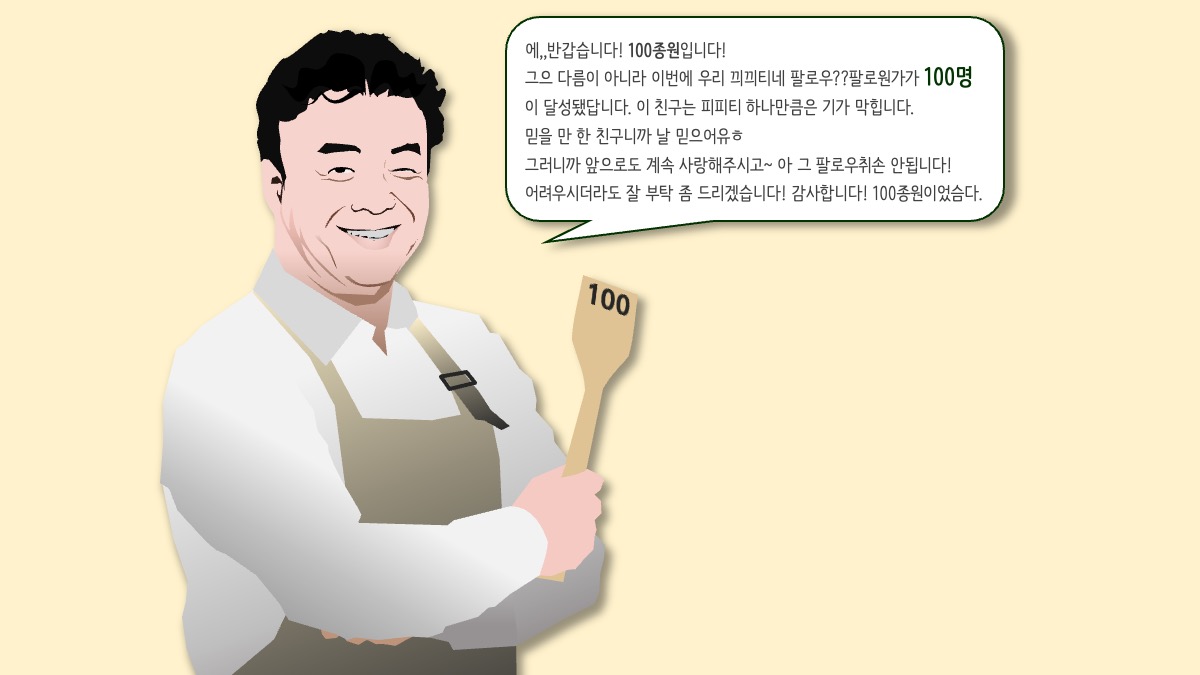 에,,반갑습니다! 100종원입니다!
그으 다름이 아니라 이번에 우리 끠끠티네 팔로우??팔로원가가 100명
이 달성됐답니다. 이 친구는 피피티 하나만큼은 기가 막힙니다.
믿을 만 한 친구니까 날 믿으어유ㅎ
그러니까 앞으로도 계속 사랑해주시고~ 아 그 팔로우취손 안됩니다!
어려우시더라도 잘 부탁 좀 드리겠습니다! 감사합니다! 100종원이었슴다.
100